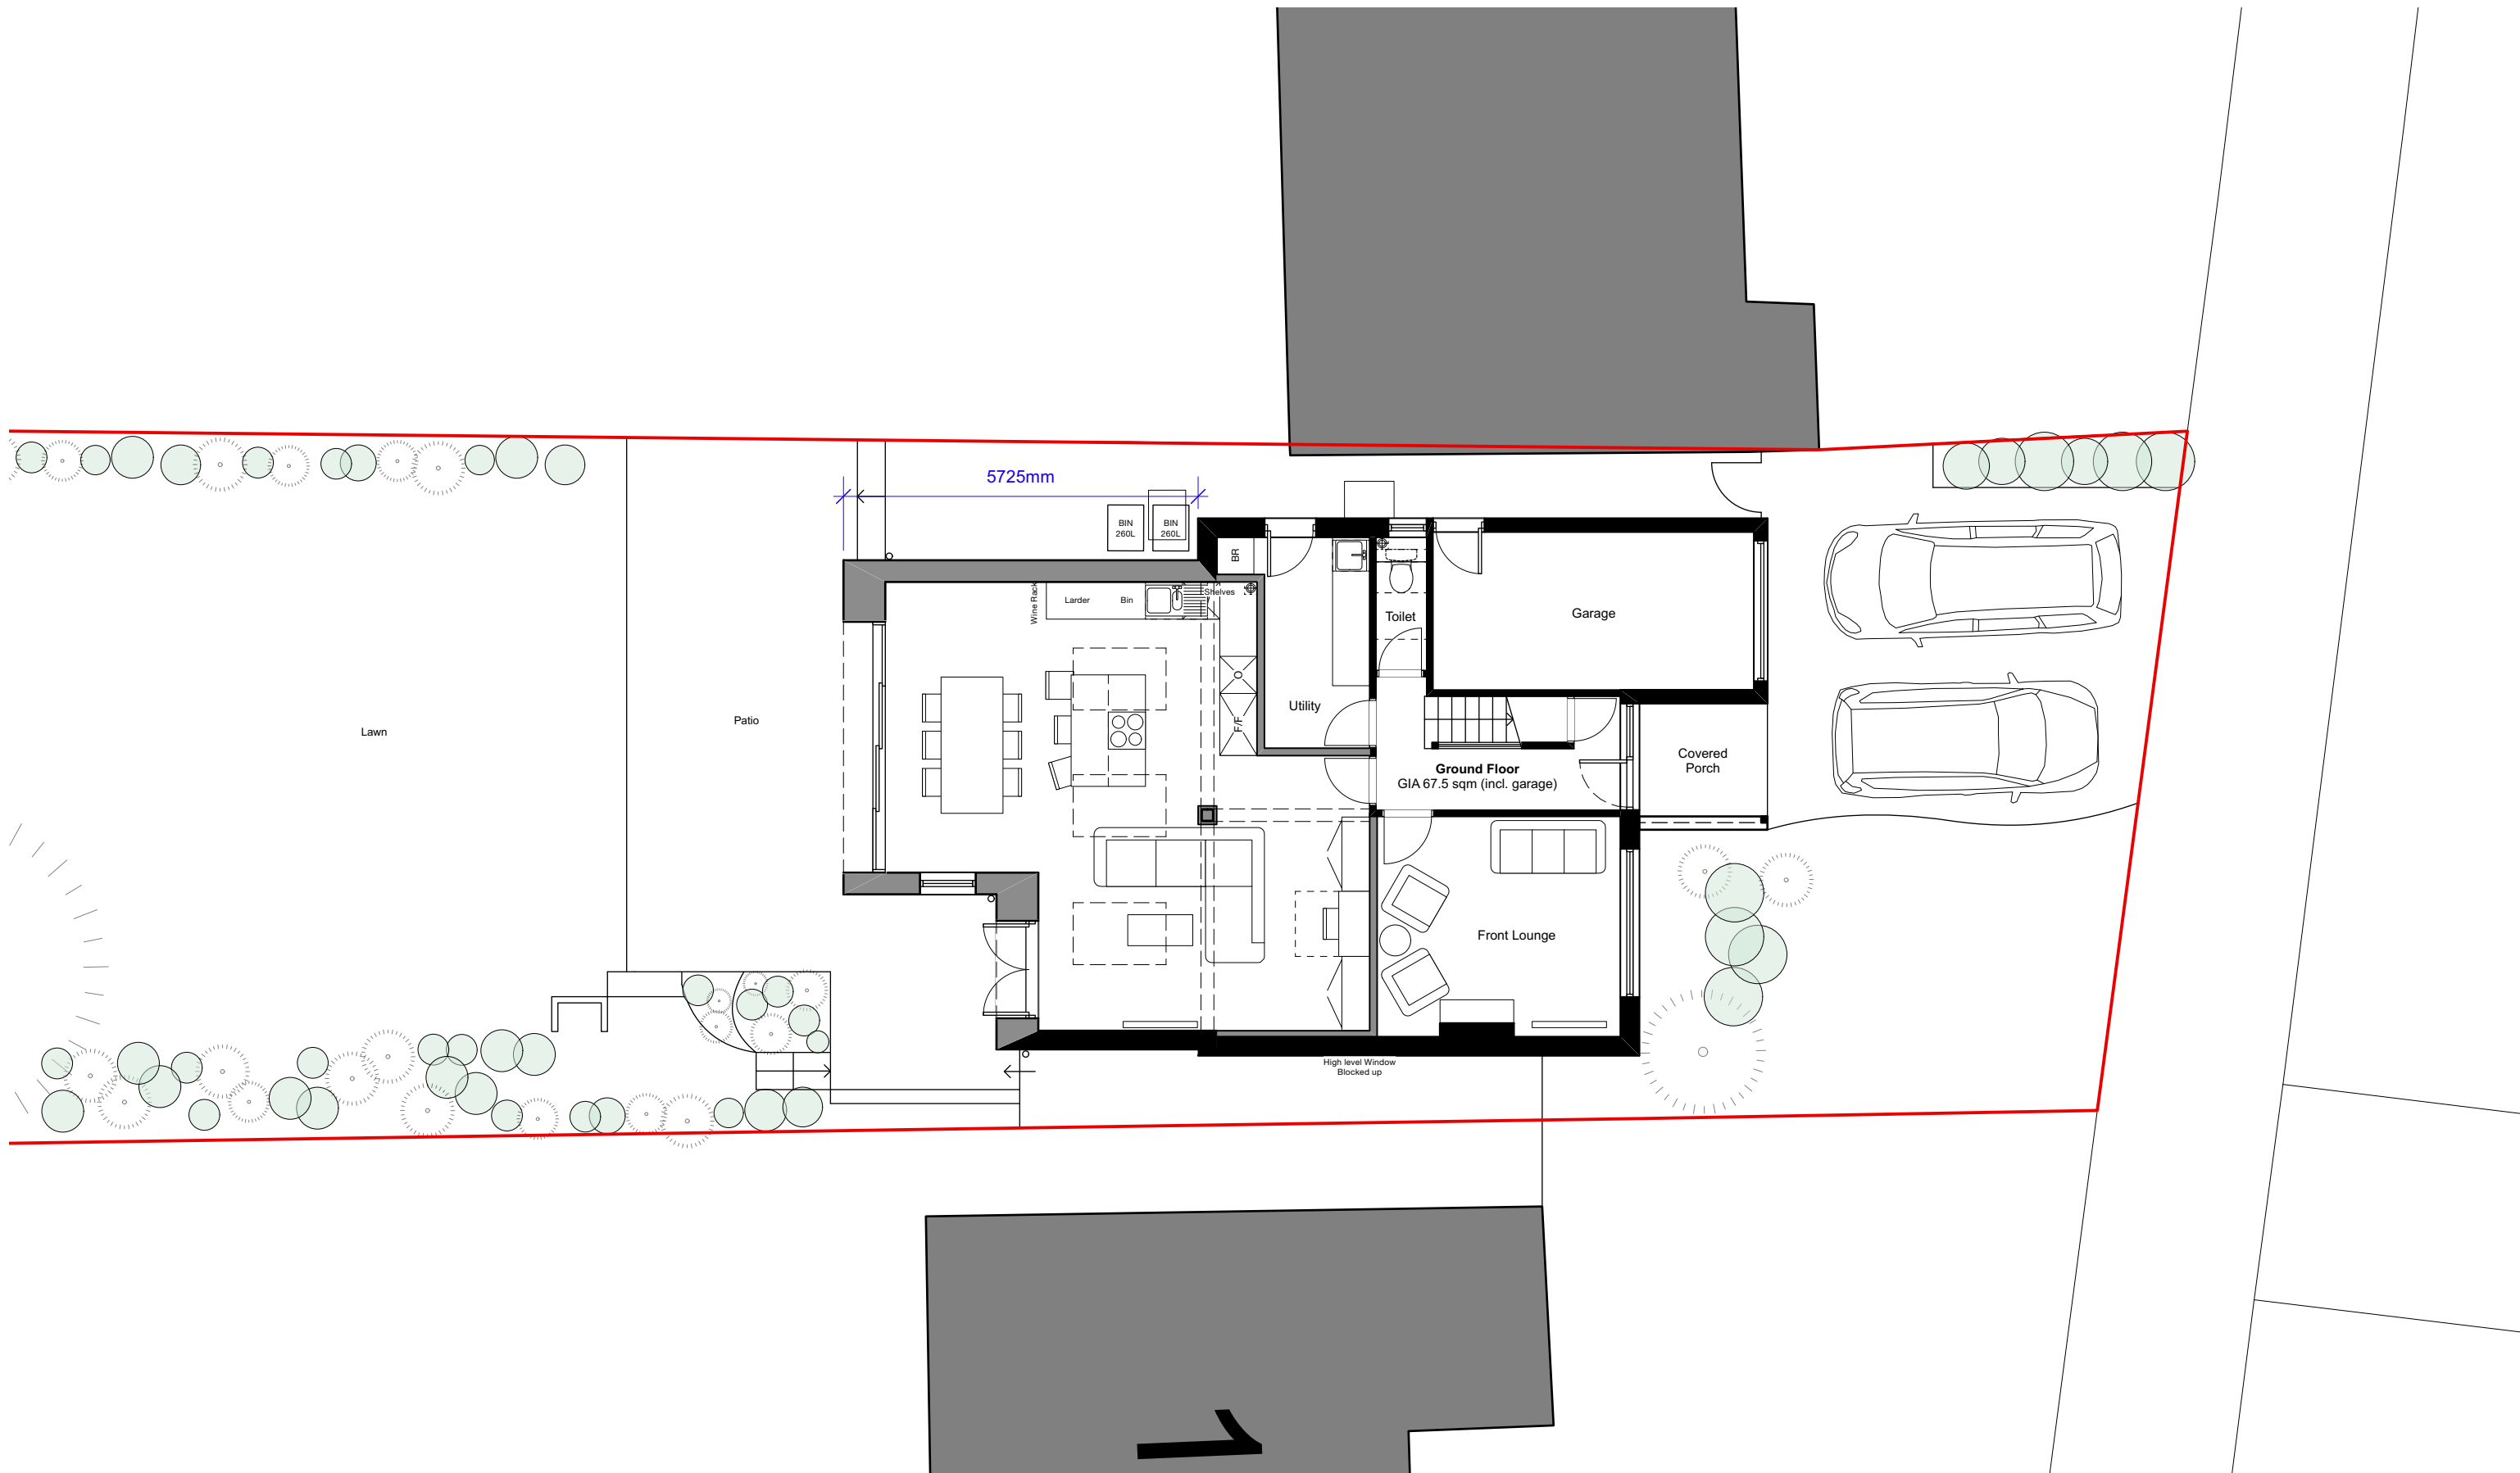 5725mm
BIN
260L
BIN
260L
BR
Shelves
Wine Rack
Larder
Bin
Toilet
Garage
O
F/F
Utility
Patio
Lawn
Ground Floor
GIA 67.5 sqm (incl. garage)
Covered
Porch
Front Lounge
High level Window
Blocked up
1